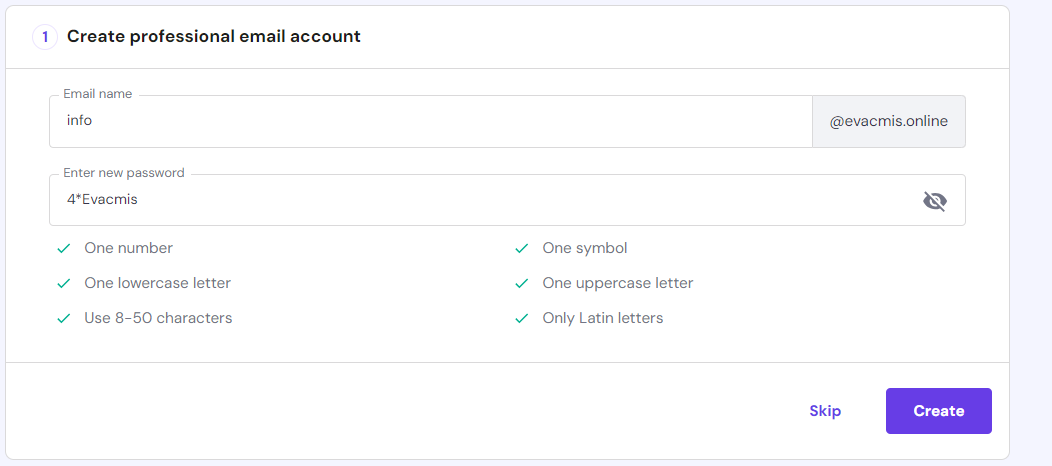 1 Create professional email account
Email name
info @evacmis.online
Enter new password
4*Evacmis
One number One symbol
One lowercase letter One uppercase letter
Use 8-50 characters Only Latin letters
Skip Create